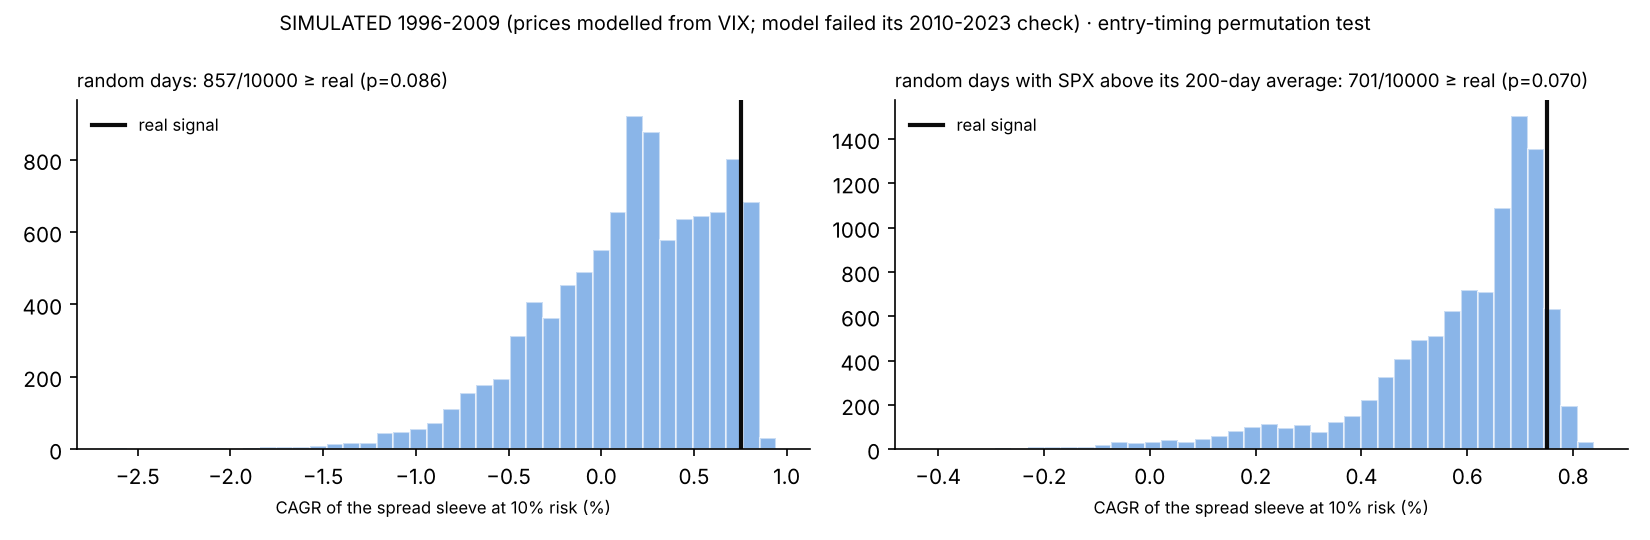 SIMULATED 1996-2009 (prices modelled from VIX; model failed its 2010-2023 check) · entry-timing permutation test
random days: 857/10000 ≥ real (p=0.086)
real signal
800
600
400
200
0
−2.5 −2.0 −1.5 −1.0 −0.5 0.0 0.5 1.0
CAGR of the spread sleeve at 10% risk (%)
random days with SPX above its 200-day average: 701/10000 ≥ real (p=0.070)
real signal
1400
1200
1000
800
600
400
200
0
−0.4 −0.2 0.0 0.2 0.4 0.6 0.8
CAGR of the spread sleeve at 10% risk (%)